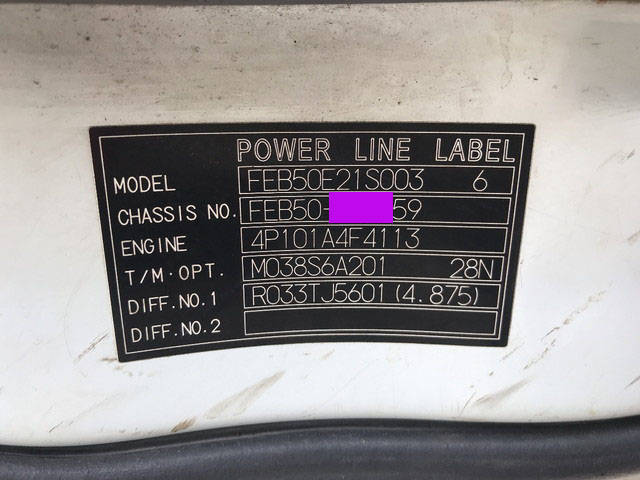 POWER LINE LABEL
MODEL FEB50E21S003 6
CHASSIS NO. FEB50- 59
ENGINE 4P101A4F4113
T/M·OPT. M038S6A201 28N
DIFF.NO.1 R033TJ5601(4.875)
DIFF.NO.2